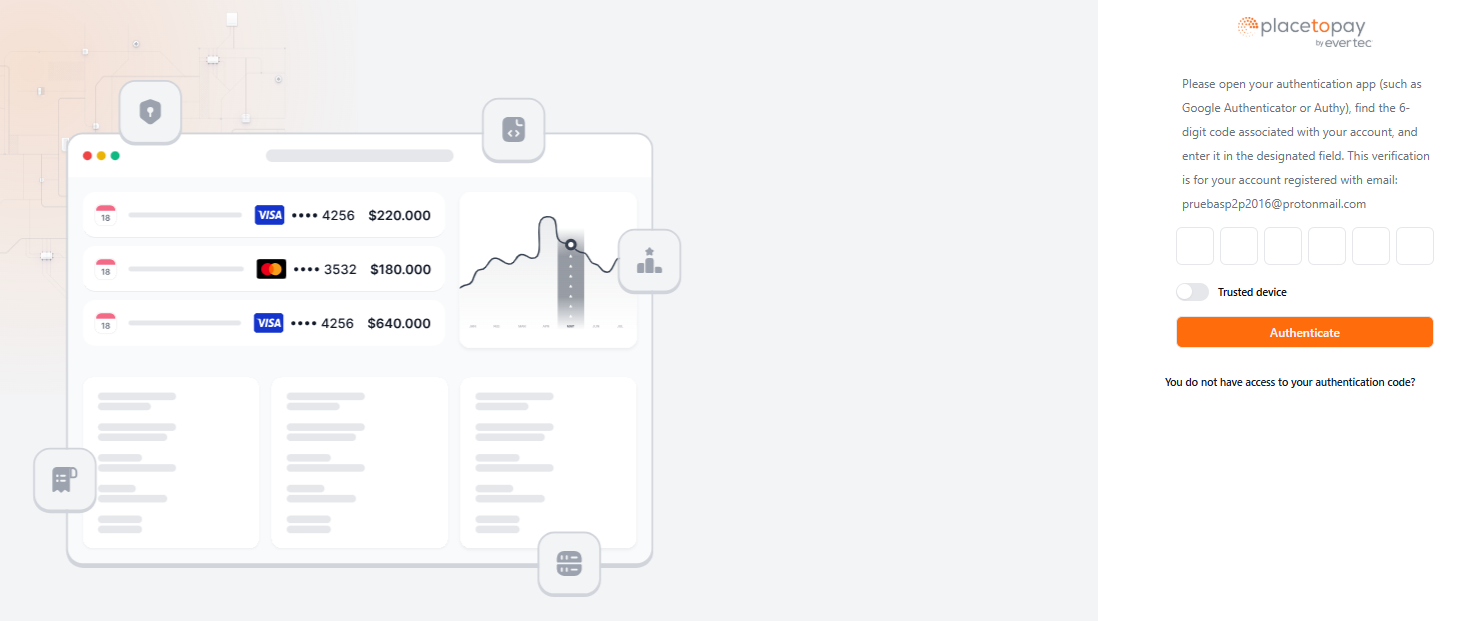 placetopay
by evertec
Please open your authentication app (such as
Google Authenticator or Authy), find the 6-
digit code associated with your account, and
enter it in the designated field. This verification
is for your account registered with email:
pruebasp2p2016@protonmail.com
Trusted device
Authenticate
You do not have access to your authentication code?
18 VISA •••• 4256 $220.000
18 •••• 3532 $180.000
18 VISA •••• 4256 $640.000